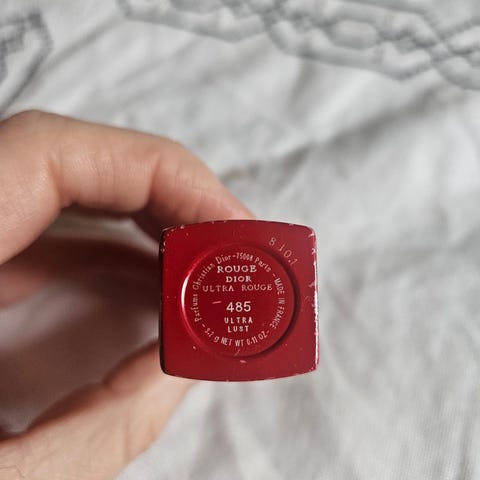 8J01
Parfums Christian Dior-75008 Paris - MADE IN FRANCE
ROUGE
DIOR
ULTRA ROUGE
485
ULTRA
LUST
3.2 g NET WT 0.11 OZ